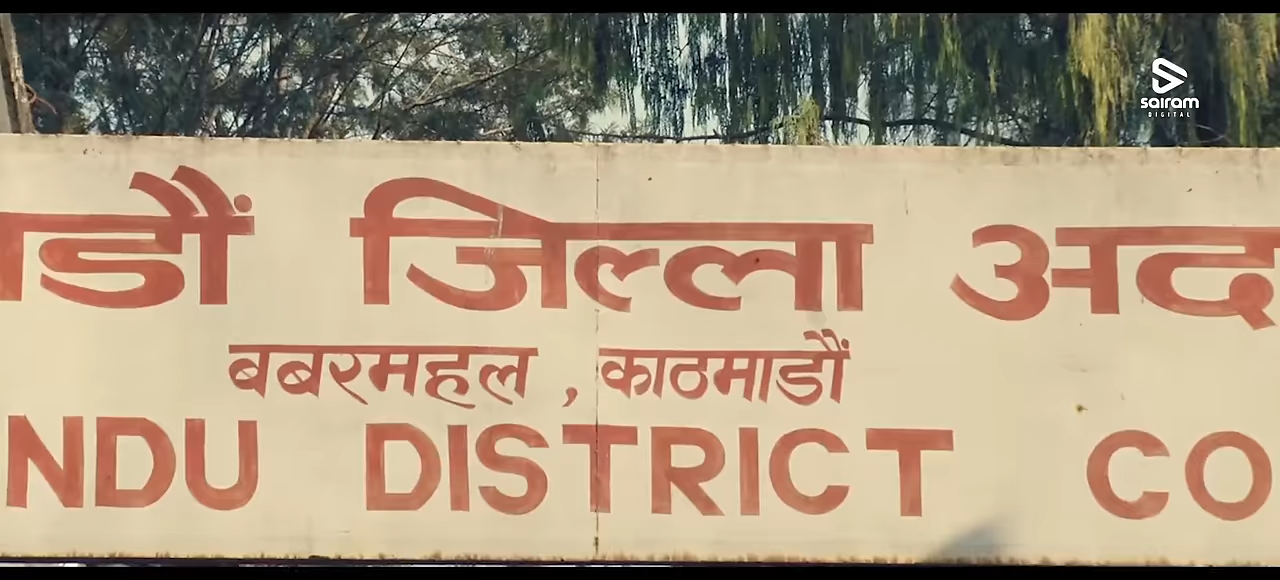 sairam
DIGITAL
ाडौं जिल्ला अद
बबरमहल , काठमाडौं
NDU DISTRICT CO